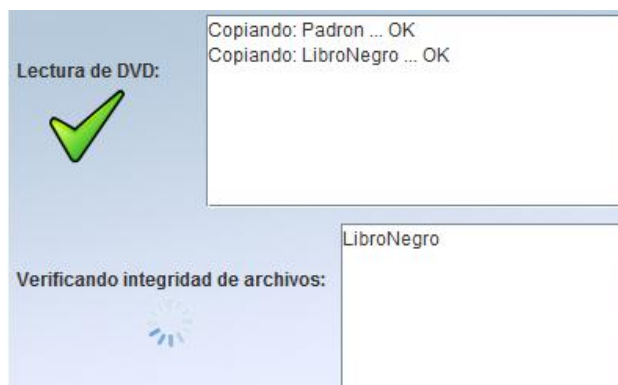 Copiando: Padron ... OK
Copiando: LibroNegro ... OK
Lectura de DVD:
LibroNegro
Verificando integridad de archivos: